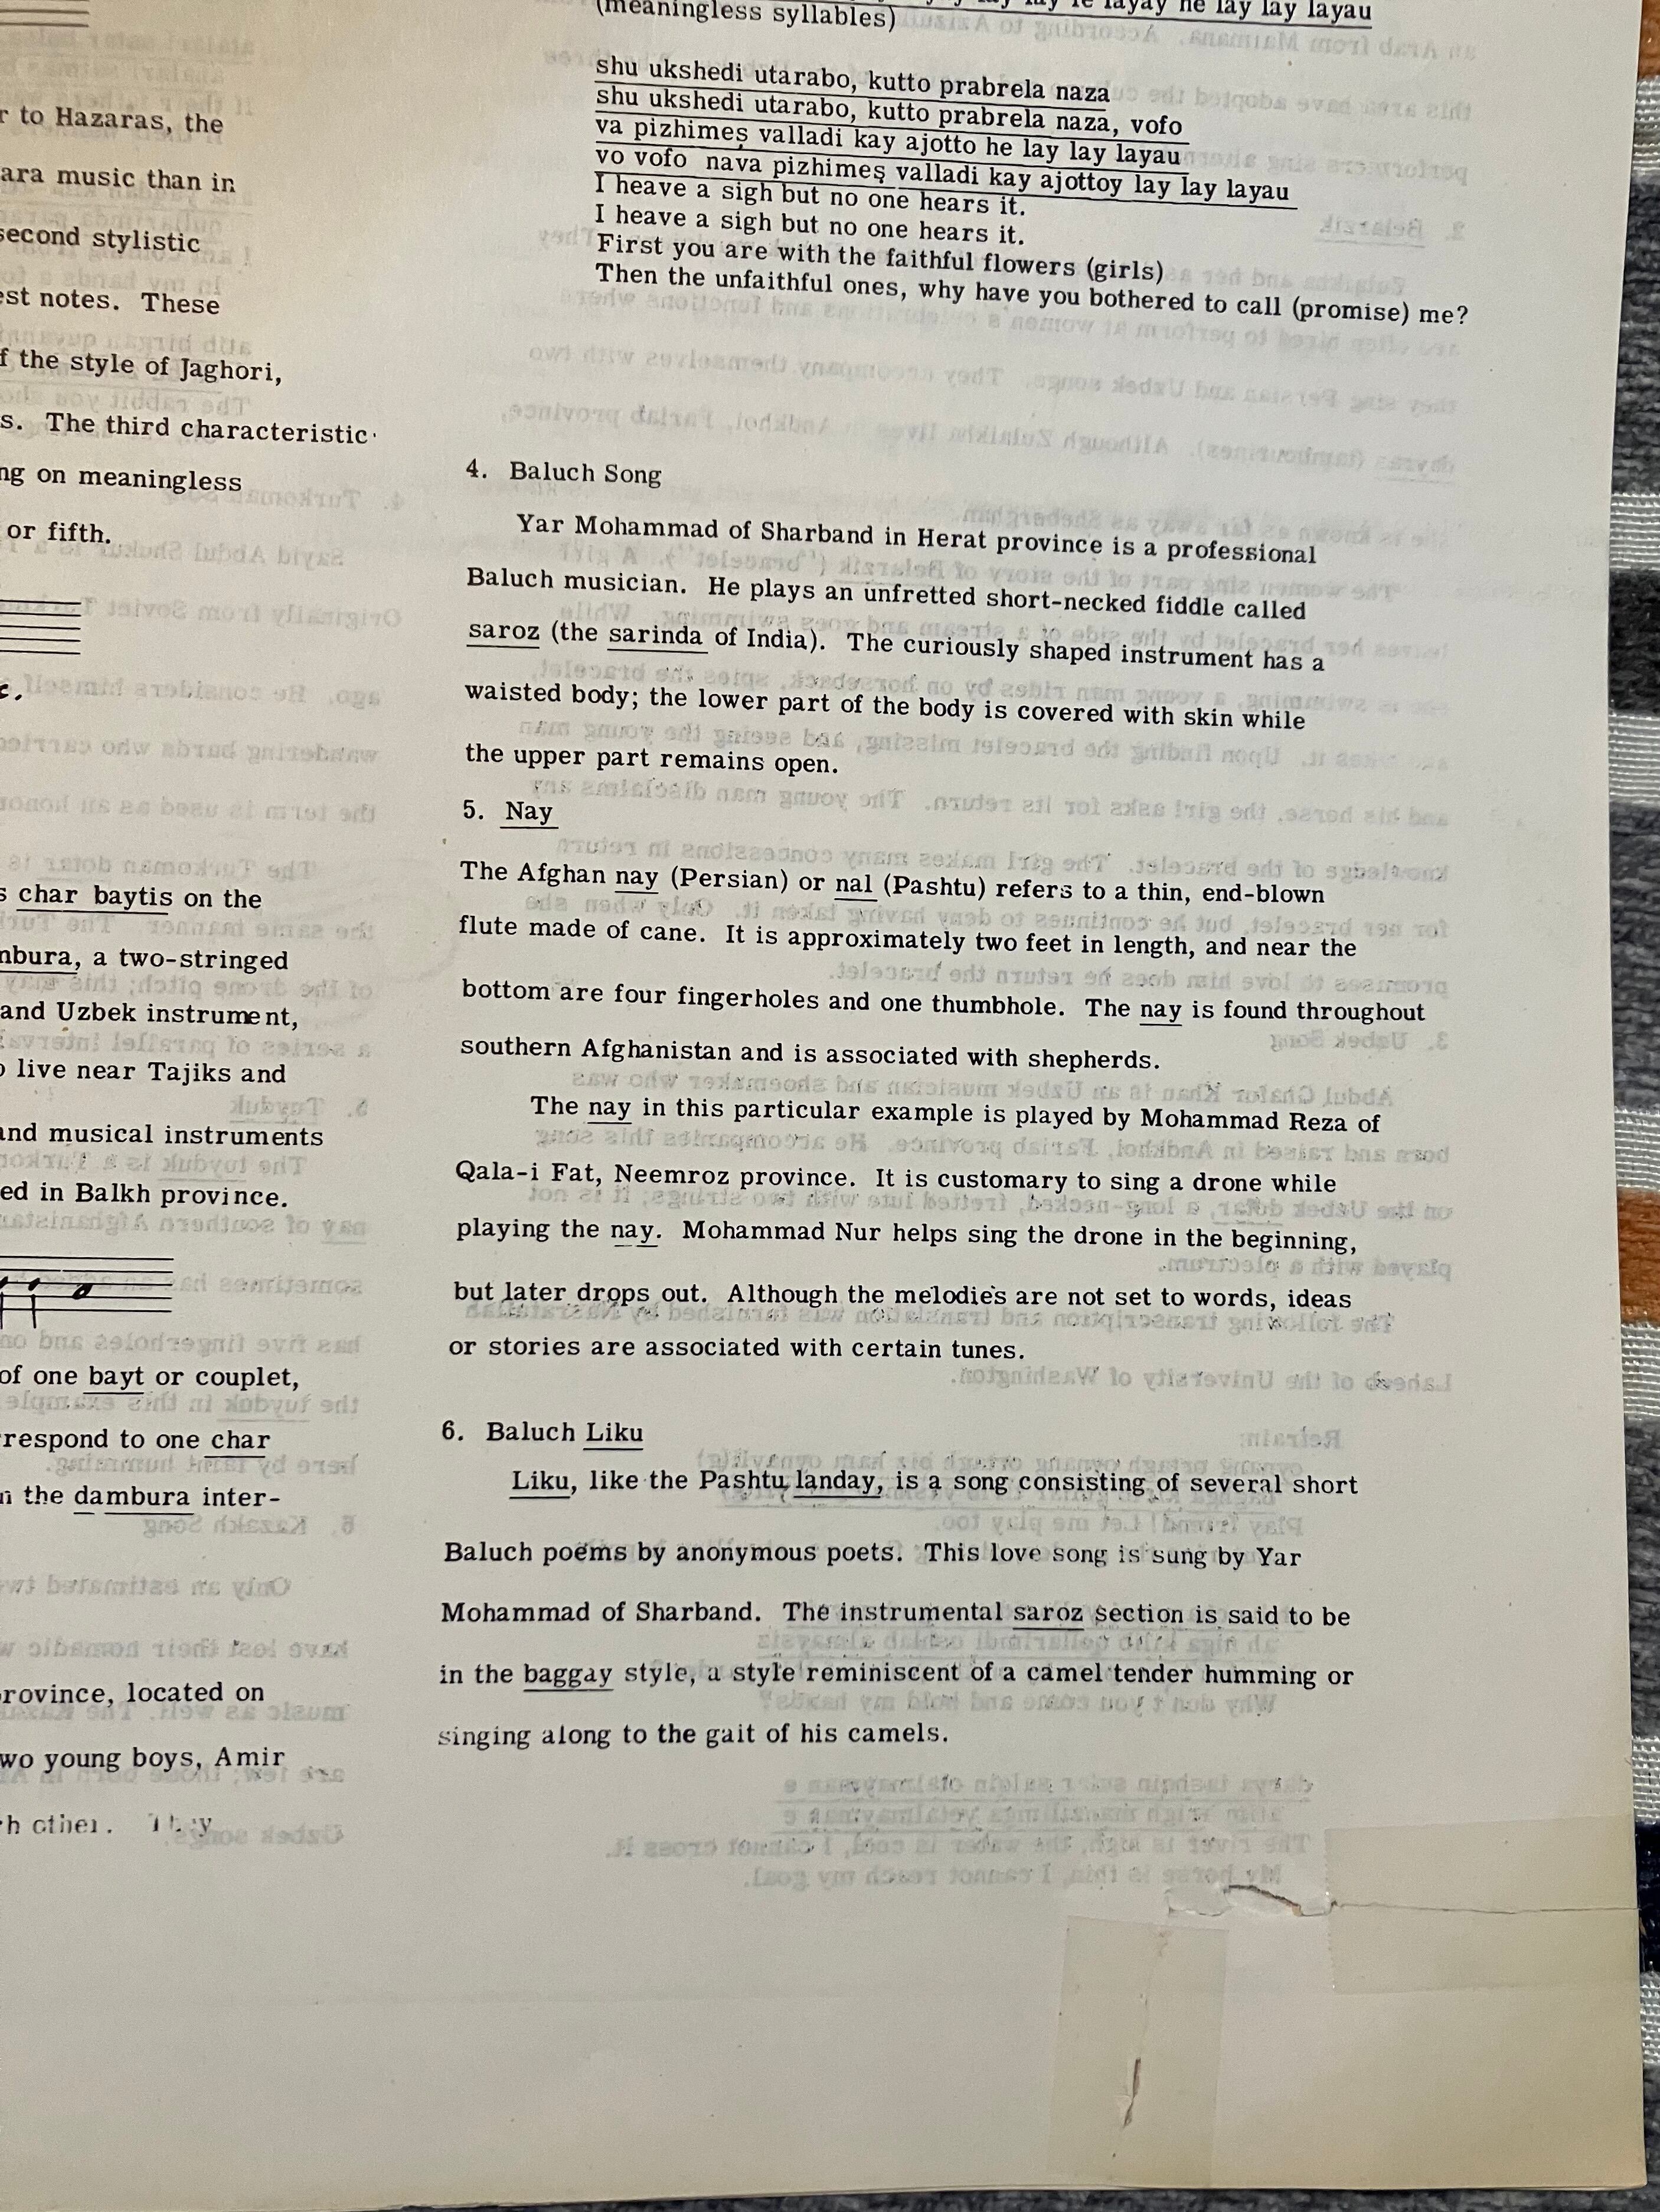 r to Hazaras, the
ara music than in
second stylistic
est notes. These
f the style of Jaghori,
s. The third characteristic
ng on meaningless
or fifth.
c.
s char baytis on the
mbura, a two-stringed
and Uzbek instrument,
o live near Tajiks and
and musical instruments
ed in Balkh province.
of one bayt or couplet,
rrespond to one char
n the dambura inter-
rovince, located on
wo young boys, Amir
h other. They
lay le layay he lay lay layau
(meaningless syllables)
shu ukshedi utarabo, kutto prabrela naza
shu ukshedi utarabo, kutto prabrela naza, vofo
va pizhimeș valladi kay ajotto he lay lay layau
vo vofo nava pizhimeș valladi kay ajottoy lay lay layau
I heave a sigh but no one hears it.
I heave a sigh but no one hears it.
First you are with the faithful flowers (girls)
Then the unfaithful ones, why have you bothered to call (promise) me?
4. Baluch Song
Yar Mohammad of Sharband in Herat province is a professional
Baluch musician. He plays an unfretted short-necked fiddle called
saroz (the sarinda of India). The curiously shaped instrument has a
waisted body; the lower part of the body is covered with skin while
the upper part remains open.
5. Nay
The Afghan nay (Persian) or nal (Pashtu) refers to a thin, end-blown
flute made of cane. It is approximately two feet in length, and near the
bottom are four fingerholes and one thumbhole. The nay is found throughout
southern Afghanistan and is associated with shepherds.
The nay in this particular example is played by Mohammad Reza of
Qala-i Fat, Neemroz province. It is customary to sing a drone while
playing the nay. Mohammad Nur helps sing the drone in the beginning,
but later drops out. Although the melodies are not set to words, ideas
or stories are associated with certain tunes.
6. Baluch Liku
Liku, like the Pashtu landay, is a song consisting of several short
Baluch poems by anonymous poets. This love song is sung by Yar
Mohammad of Sharband. The instrumental saroz section is said to be
in the baggay style, a style reminiscent of a camel tender humming or
singing along to the gait of his camels.